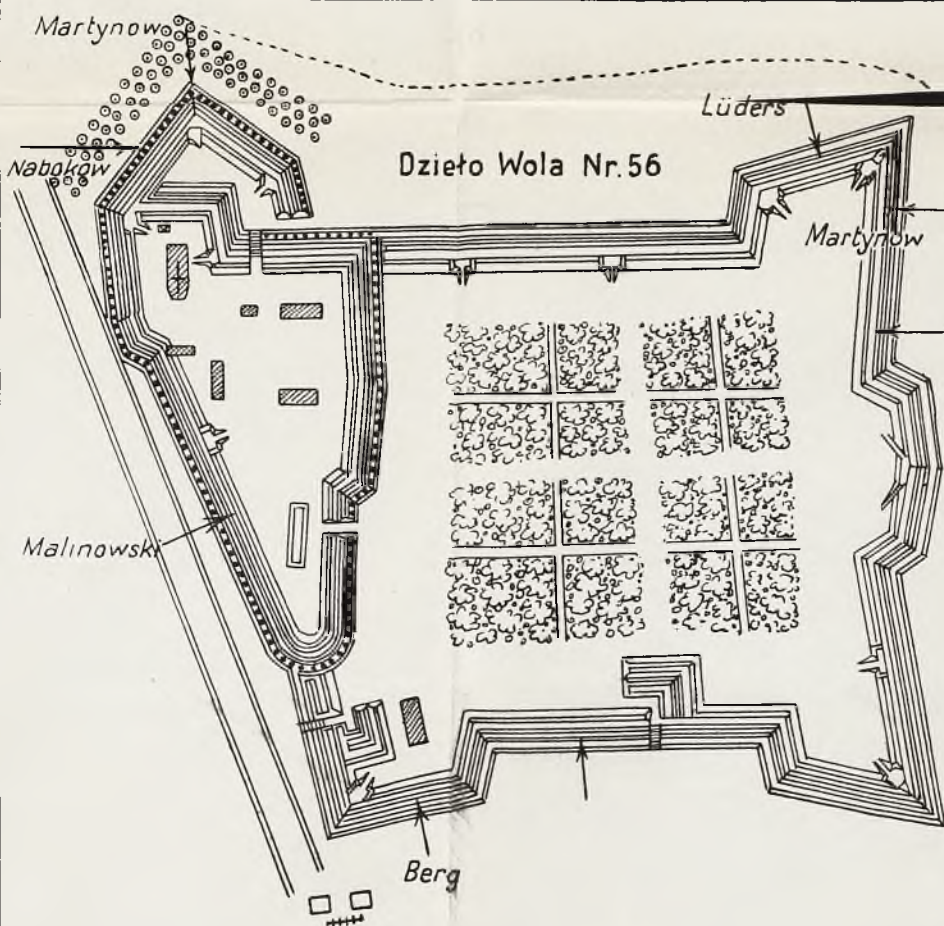 Martynow
Lüders
Nabokow
Dzieło Wola Nr. 56
Martynow
Malinowski
Berg